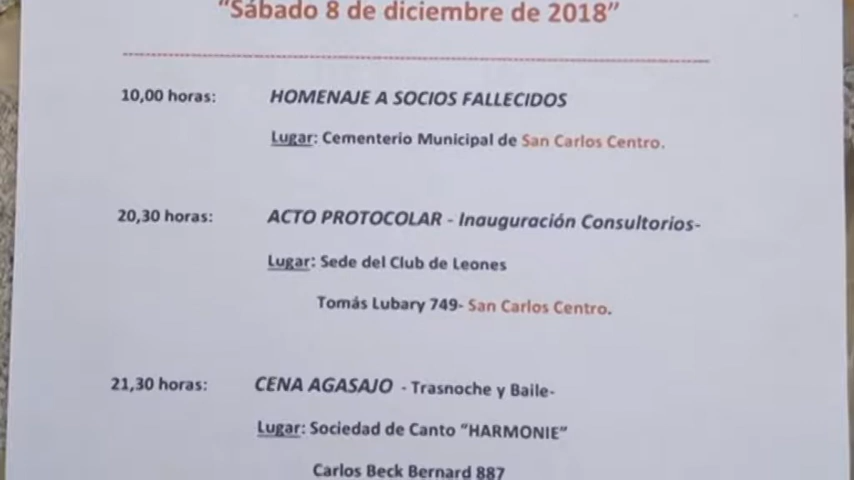 "Sábado 8 de diciembre de 2018"
10,00 horas: HOMENAJE A SOCIOS FALLECIDOS
Lugar: Cementerio Municipal de San Carlos Centro.
20,30 horas: ACTO PROTOCOLAR - Inauguración Consultorios-
Lugar: Sede del Club de Leones
Tomás Lubary 749- San Carlos Centro.
21,30 horas: CENA AGASAJO - Trasnoche y Baile-
Lugar: Sociedad de Canto "HARMONIE"
Carlos Beck Bernard 887